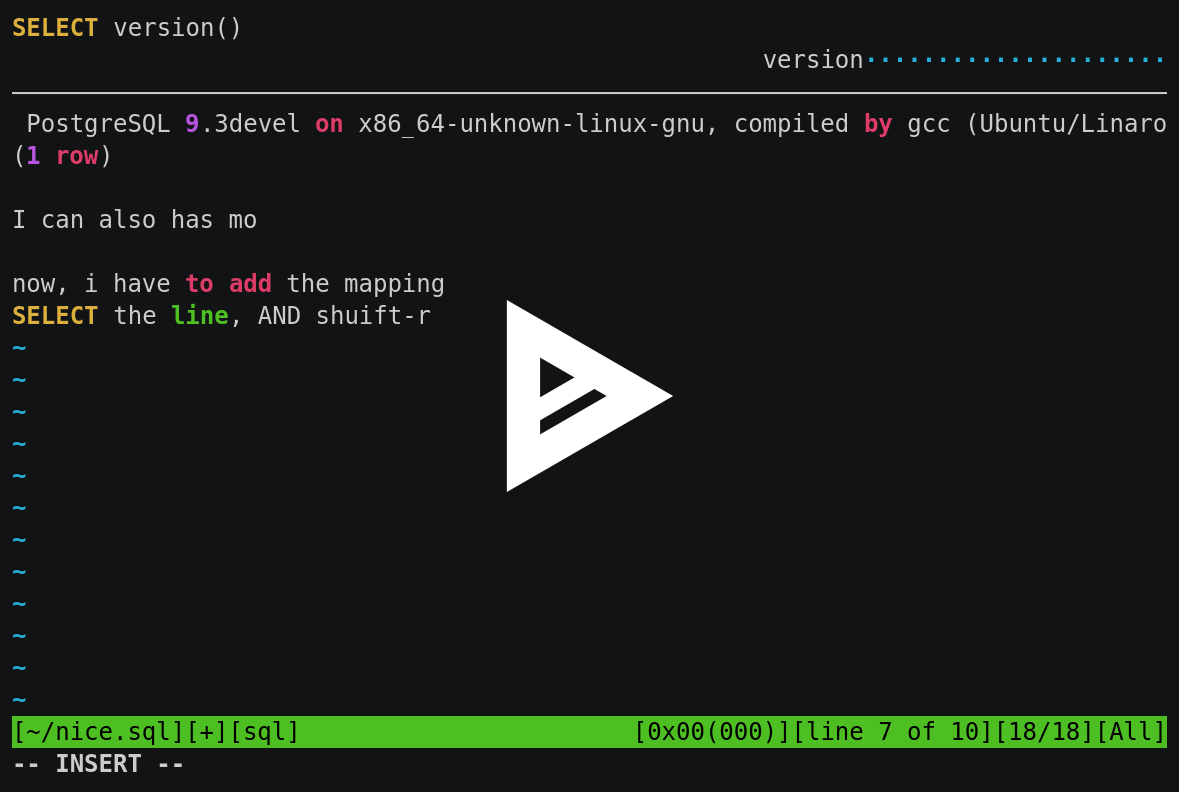 SELECT version()
version·····················
PostgreSQL 9.3devel on x86_64-unknown-linux-gnu, compiled by gcc (Ubuntu/Linaro
(1 row)
I can also has mo
now, i have to add the mapping
SELECT the line, AND shuift-r
~
~
~
~
~
~
~
~
~
~
~
~
[~/nice.sql][+][sql] [0x00(000)][line 7 of 10][18/18][All]
-- INSERT --